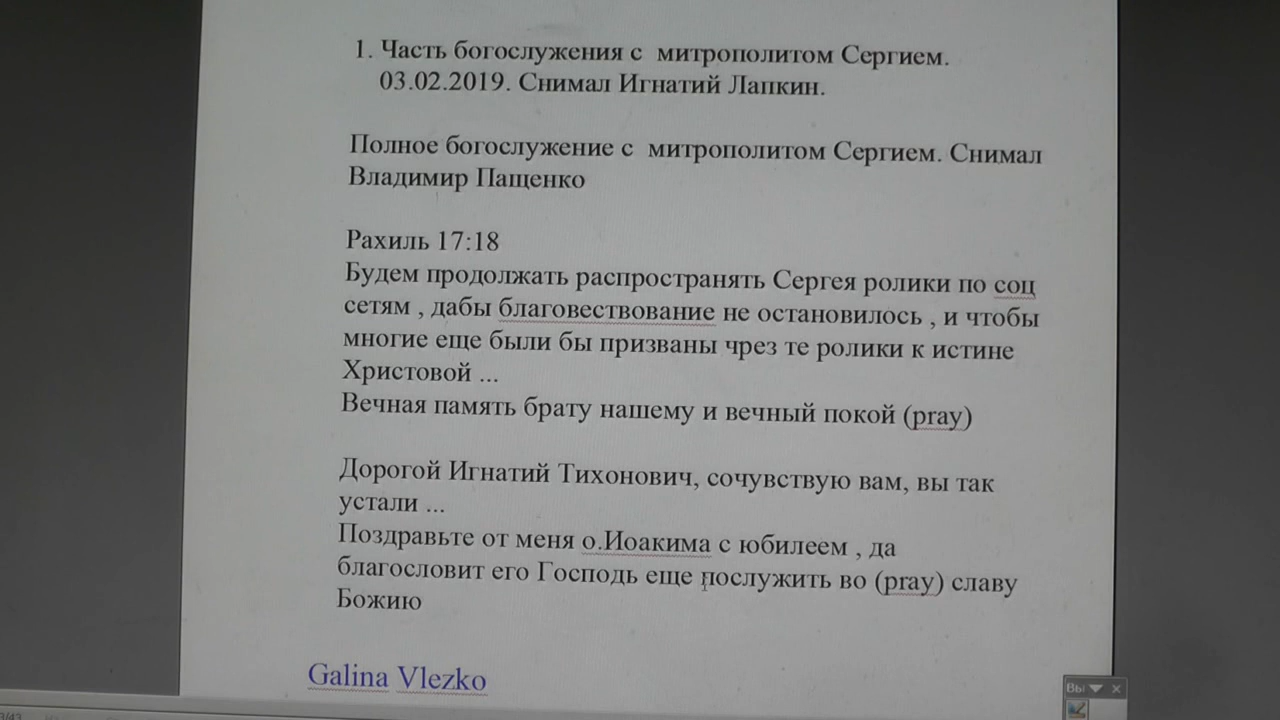 1. Часть богослужения с митрополитом Сергием.
03.02.2019. Снимал Игнатий Лапкин.
Полное богослужение с митрополитом Сергием. Снимал
Владимир Пащенко
Рахиль 17:18
Будем продолжать распространять Сергея ролики по соц
сетям , дабы благовествование не остановилось , и чтобы
многие еще были бы призваны чрез те ролики к истине
Христовой ...
Вечная память брату нашему и вечный покой (pray)
Дорогой Игнатий Тихонович, сочувствую вам, вы так
устали ...
Поздравьте от меня о.Иоакима с юбилеем , да
благословит его Господь еще послужить во (pray) славу
Божию
Galina Vlezko
Вы